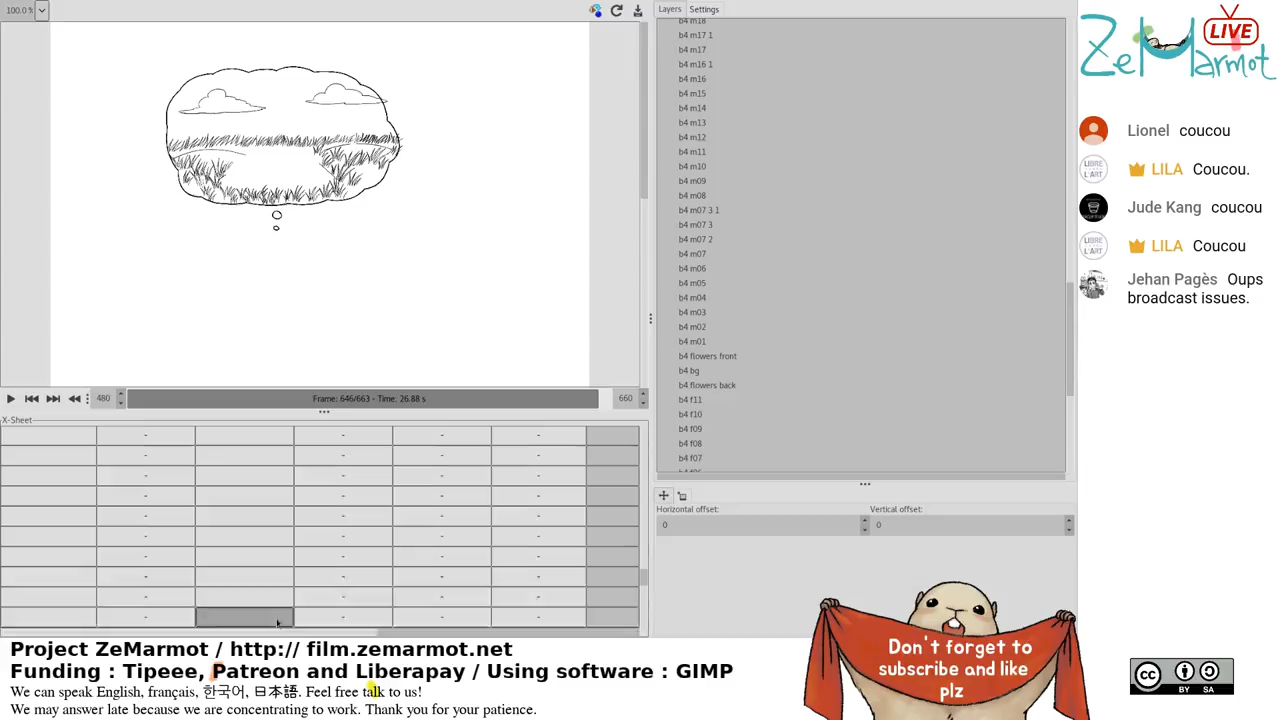 100.0 %
Layers
Settings
b4 m18
b4 m17 1
b4 m17
b4 m16 1
b4 m16
b4 m15
b4 m14
b4 m13
b4 m12
b4 m11
b4 m10
b4 m09
b4 m08
b4 m07 3 1
b4 m07 3
b4 m07 2
b4 m07
b4 m06
b4 m05
b4 m04
b4 m03
b4 m02
b4 m01
b4 flowers front
b4 bg
b4 flowers back
b4 f11
b4 f10
b4 f09
b4 f08
b4 f07
480
Frame: 646/663 - Time: 26.88 s
660
X-Sheet
Horizontal offset:
Vertical offset:
0
0
ZeMarmot
LIVE
Lionel coucou
LIBRE
L'ART
LILA Coucou.
Jude Kang coucou
LIBRE
L'ART
LILA Coucou
Jehan Pagès Oups
broadcast issues.
Project ZeMarmot / http:// film.zemarmot.net
Funding : Tipeee, Patreon and Liberapay / Using software : GIMP
We can speak English, français, 한국어, 日本語. Feel free talk to us!
We may answer late because we are concentrating to work. Thank you for your patience.
Don't forget to
subscribe and like
plz
cc
BY SA